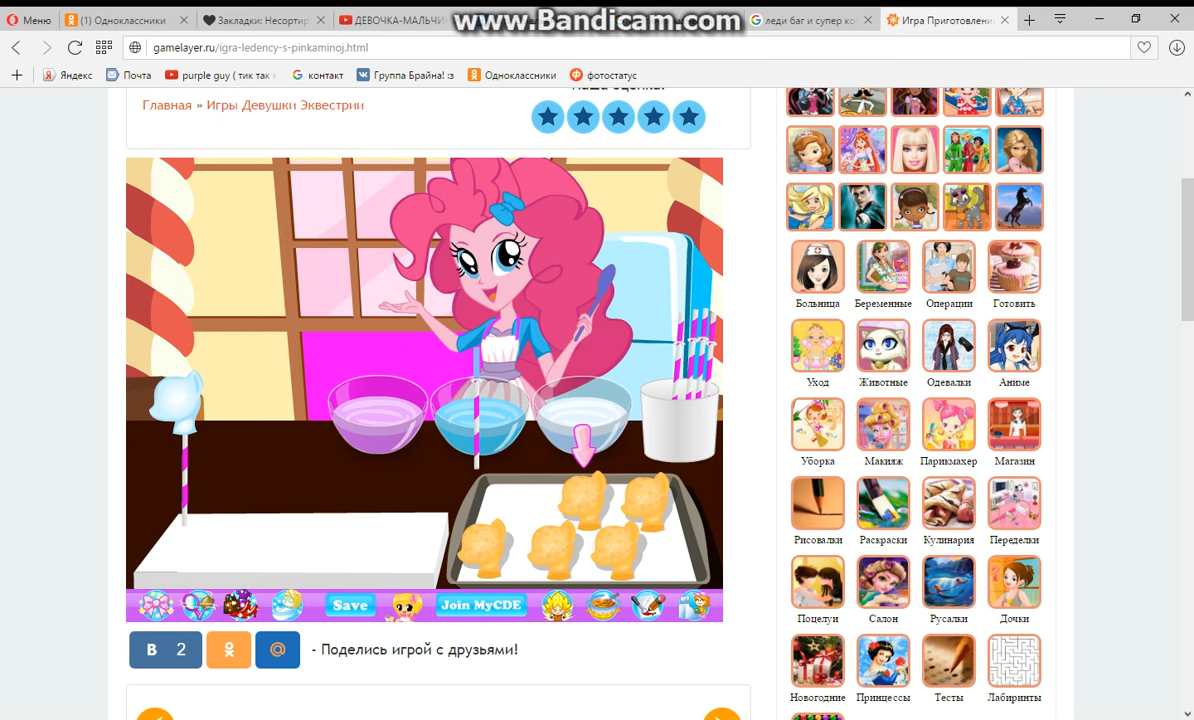 www.Bandicam.com
Меню
(1) Одноклассники
Закладки: Несортир
ДЕВОЧКА-МАЛЬЧИ
леди баг и супер ко
Игра Приготовлени
gamelayer.ru/igra-ledency-s-pinkaminoj.html
Яндекс
Почта
purple guy ( тик так
контакт
Группа Брайна! :з
Одноклассники
фотостатус
Главная » Игры Девушки Эквестрии
Больница
Беременные
Операции
Готовить
Уход
Животные
Одевалки
Аниме
Уборка
Макияж
Парикмахер
Магазин
Рисовалки
Раскраски
Кулинария
Переделки
Поцелуи
Салон
Русалки
Дочки
Новогодние
Принцессы
Тесты
Лабиринты
Save
Join MyCDE
В 2
@
- Поделись игрой с друзьями!